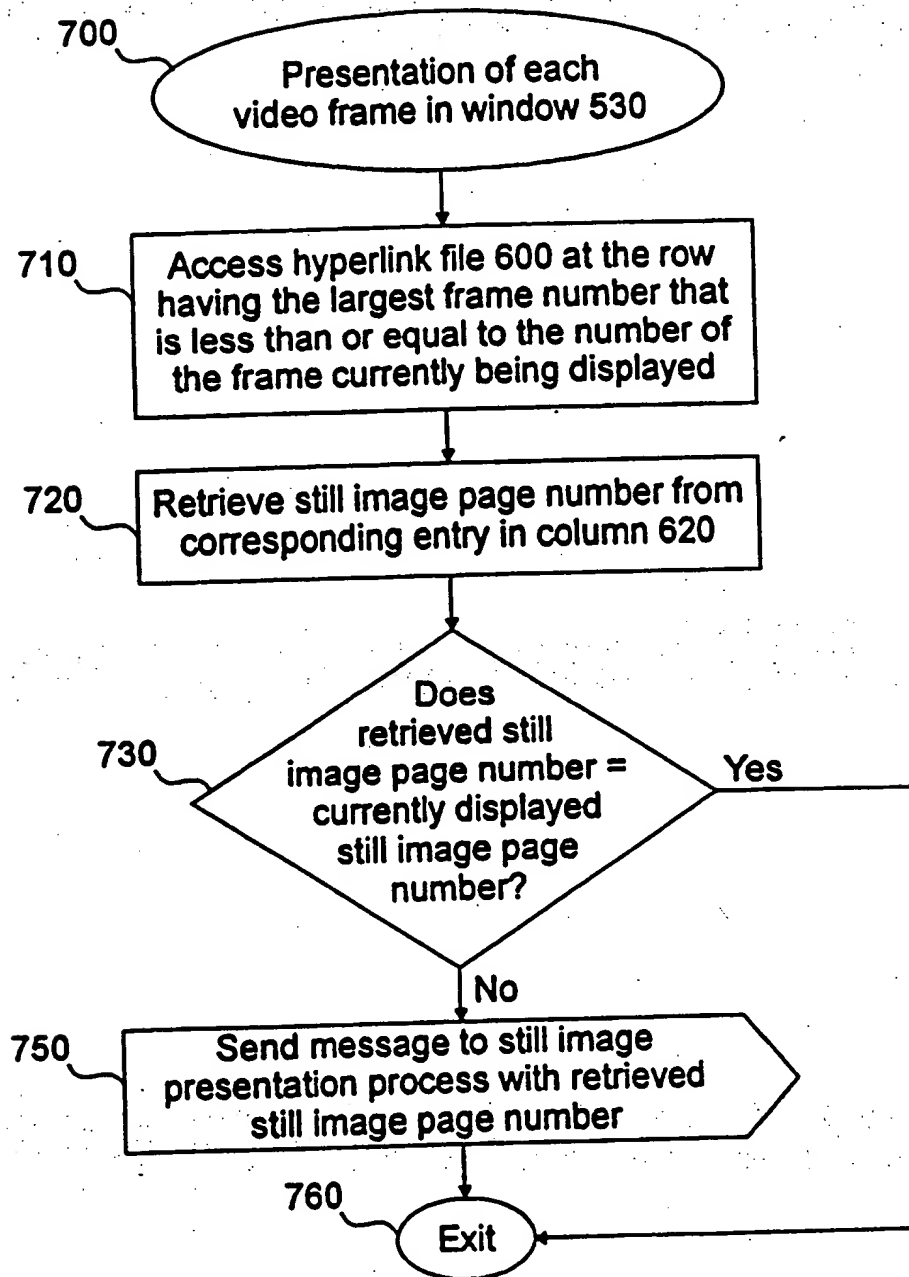 700
Presentation of each
video frame in window 530
710
Access hyperlink file 600 at the row
having the largest frame number that
is less than or equal to the number of
the frame currently being displayed
720
Retrieve still image page number from
corresponding entry in column 620
730
Does
retrieved still
image page number =
currently displayed
still image page
number?
Yes
No
750
Send message to still image
presentation process with retrieved
still image page number
760
Exit